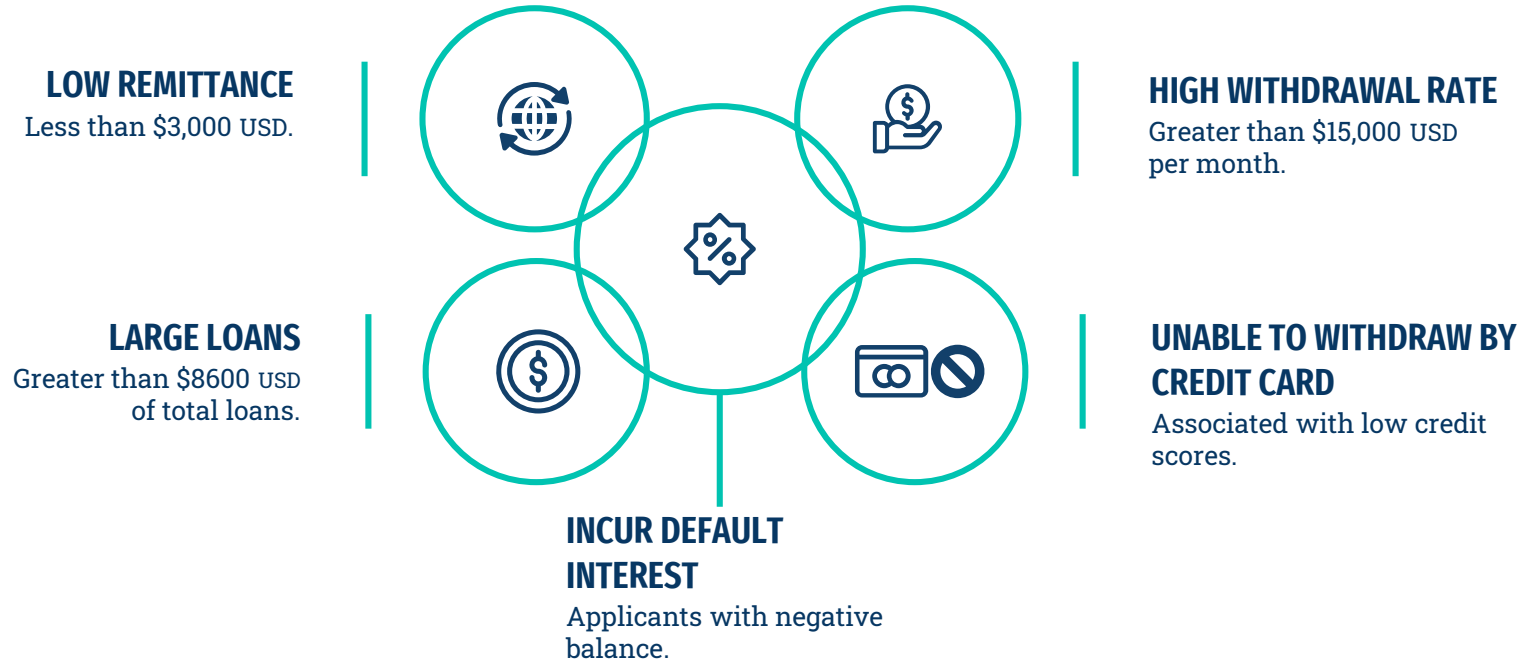 LOW REMITTANCE
Less than $3,000 USD.
HIGH WITHDRAWAL RATE
Greater than $15,000 USD
per month.
LARGE LOANS
Greater than $8600 USD
of total loans.
UNABLE TO WITHDRAW BY
CREDIT CARD
Associated with low credit
scores.
INCUR DEFAULT
INTEREST
Applicants with negative
balance.